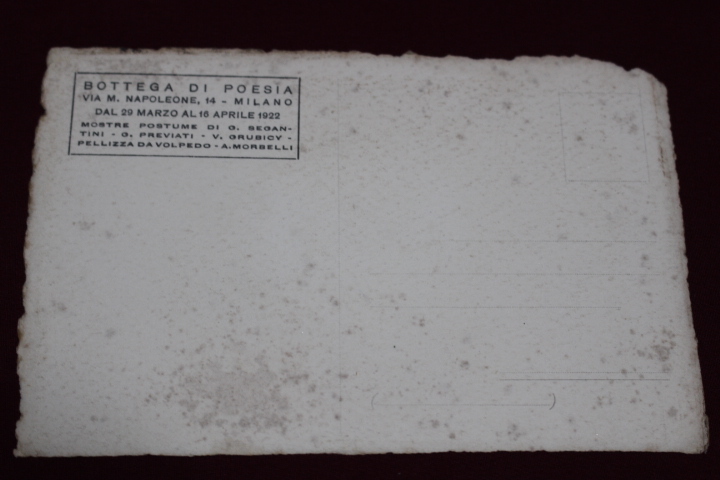 BOTTEGA DI POESIA
VIA M. NAPOLEONE, 14 - MILANO
DAL 29 MARZO AL 16 APRILE 1922
MOSTRE POSTUME DI G. SEGAN-
TINI - G. PREVIATI - V. GRUBICY -
PELLIZZA DA VOLPEDO - A. MORBELLI